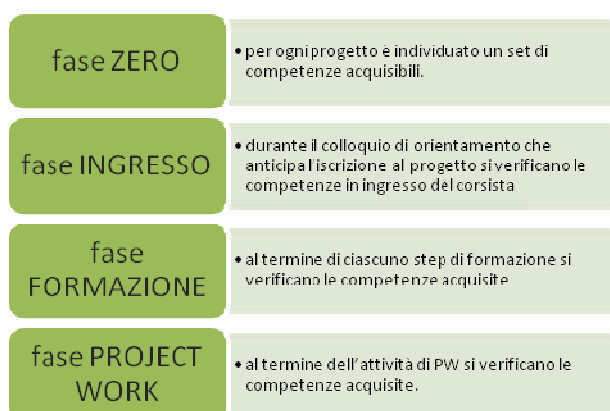 fase ZERO
• per ogni progetto è individuato un set di
competenze acquisibili.
fase INGRESSO
• durante il colloquio di orientamento che
anticipa l'iscrizione al progetto si verificano le
competenze in ingresso del corsista
fase
FORMAZIONE
• al termine di ciascuno step di formazione si
verificano le competenze acquisite
fase PROJECT
WORK
• al termine dell'attività di PW si verificano le
competenze acquisite.